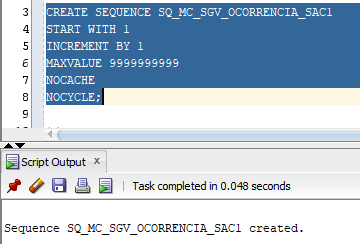 3 CREATE SEQUENCE SQ_MC_SGV_OCORRENCIA_SAC1
4 START WITH 1
5 INCREMENT BY 1
6 MAXVALUE 9999999999
7 NOCACHE
8 NOCYCLE;
9
Script Output x
Task completed in 0.048 seconds
Sequence SQ_MC_SGV_OCORRENCIA_SAC1 created.